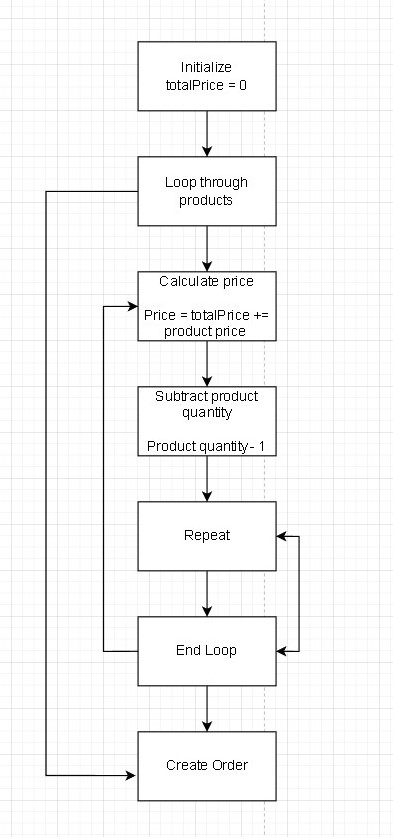 Initialize
totalPrice = 0
Loop through
products
Calculate price
Price = totalPrice +=
product price
Subtract product
quantity
Product quantity- 1
Repeat
End Loop
Create Order